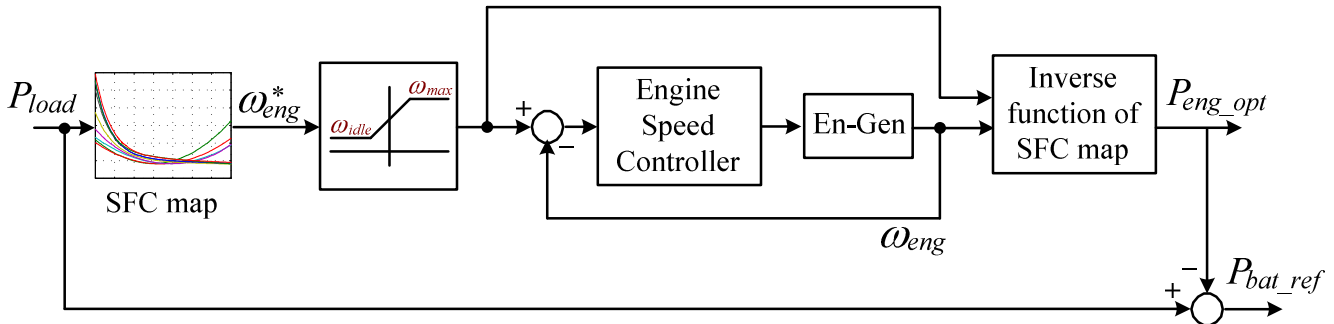 P_load
SFC map
ω*_eng
ω_idle
ω_max
+
−
Engine
Speed
Controller
En-Gen
ω_eng
Inverse
function of
SFC map
P_eng_opt
−
+
P_bat_ref